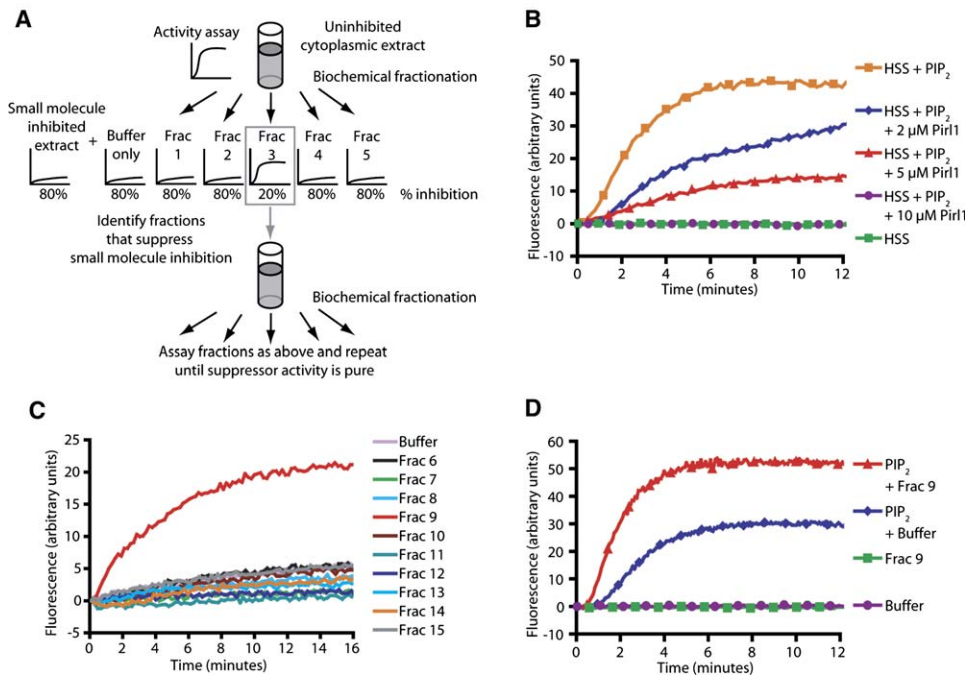 A
Activity assay
Uninhibited
cytoplasmic extract
Biochemical fractionation
Small molecule
inhibited
extract
+
Buffer
only
Frac
1
Frac
2
Frac
3
Frac
4
Frac
5
80%
80%
80%
80%
20%
80%
80%
% inhibition
Identify fractions
that suppress
small molecule inhibition
Biochemical fractionation
Assay fractions as above and repeat
until suppressor activity is pure
B
Fluorescence (arbitrary units)
50
40
30
20
10
0
-10
0 2 4 6 8 10 12
Time (minutes)
HSS + PIP2
HSS + PIP2
+ 2 µM Pirl1
HSS + PIP2
+ 5 µM Pirl1
HSS + PIP2
+ 10 µM Pirl1
HSS
C
Fluorescence (arbitrary units)
25
20
15
10
5
0
-5
0 2 4 6 8 10 12 14 16
Time (minutes)
Buffer
Frac 6
Frac 7
Frac 8
Frac 9
Frac 10
Frac 11
Frac 12
Frac 13
Frac 14
Frac 15
D
Fluorescence (arbitrary units)
60
50
40
30
20
10
0
-10
0 2 4 6 8 10 12
Time (minutes)
PIP2
+ Frac 9
PIP2
+ Buffer
Frac 9
Buffer